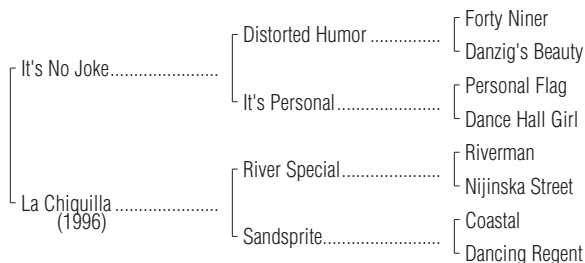 Forty Niner
Distorted Humor ................
Danzig's Beauty
It's No Joke........................
Personal Flag
It's Personal........................
Dance Hall Girl
Riverman
River Special.......................
Nijinska Street
La Chiquilla .......................
(1996)
Coastal
Sandsprite...........................
Dancing Regent